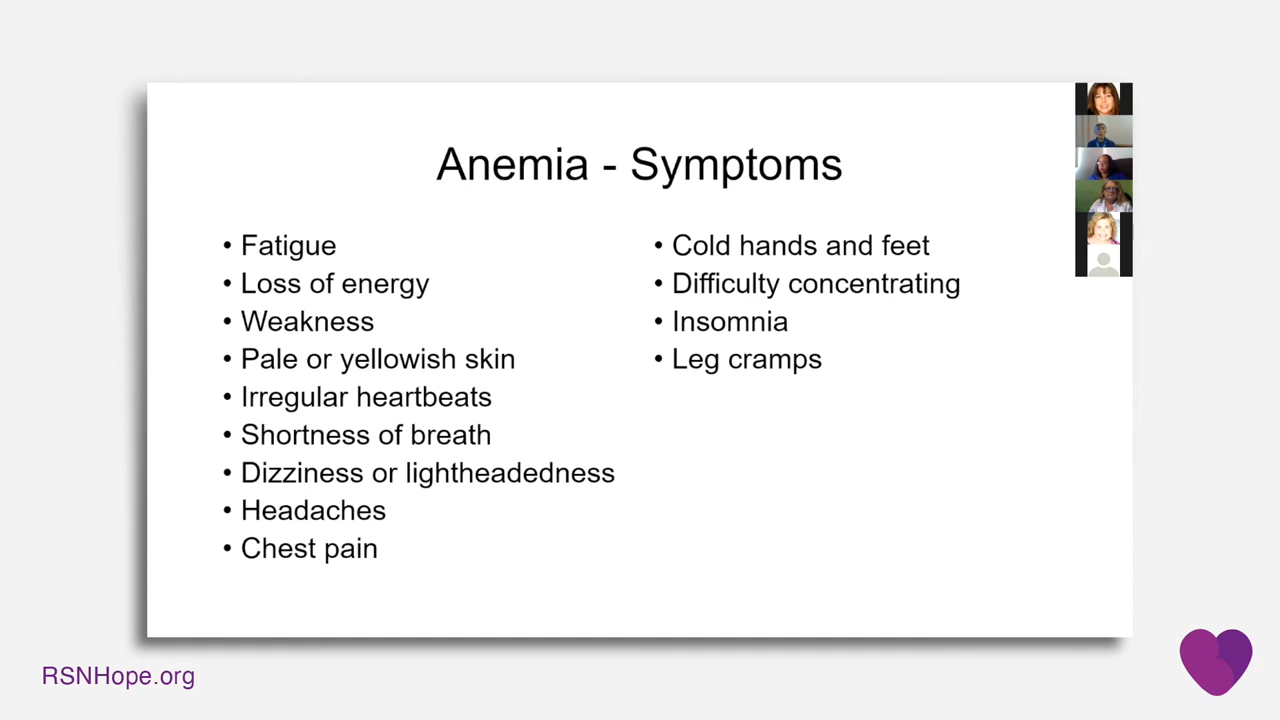 Anemia - Symptoms
• Fatigue
• Loss of energy
• Weakness
• Pale or yellowish skin
• Irregular heartbeats
• Shortness of breath
• Dizziness or lightheadedness
• Headaches
• Chest pain
• Cold hands and feet
• Difficulty concentrating
• Insomnia
• Leg cramps
RSNHope.org